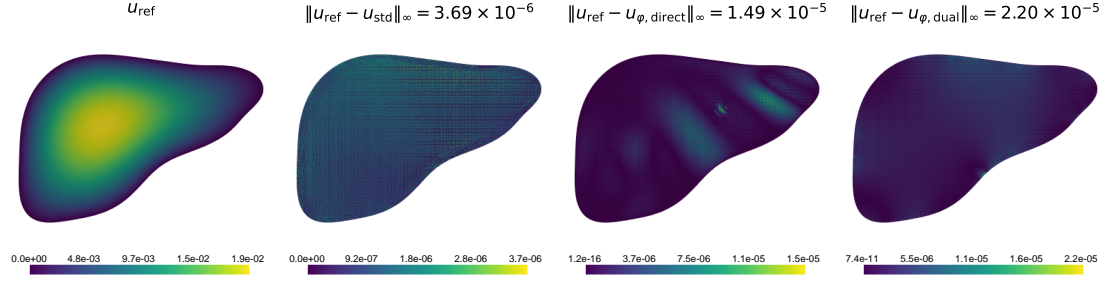 u_ref
‖u_ref − u_std‖∞ = 3.69 × 10⁻⁶
‖u_ref − u_φ, direct‖∞ = 1.49 × 10⁻⁵
‖u_ref − u_φ, dual‖∞ = 2.20 × 10⁻⁵
0.0e+00 4.8e-03 9.7e-03 1.5e-02 1.9e-02
0.0e+00 9.2e-07 1.8e-06 2.8e-06 3.7e-06
1.2e-16 3.7e-06 7.5e-06 1.1e-05 1.5e-05
7.4e-11 5.5e-06 1.1e-05 1.6e-05 2.2e-05